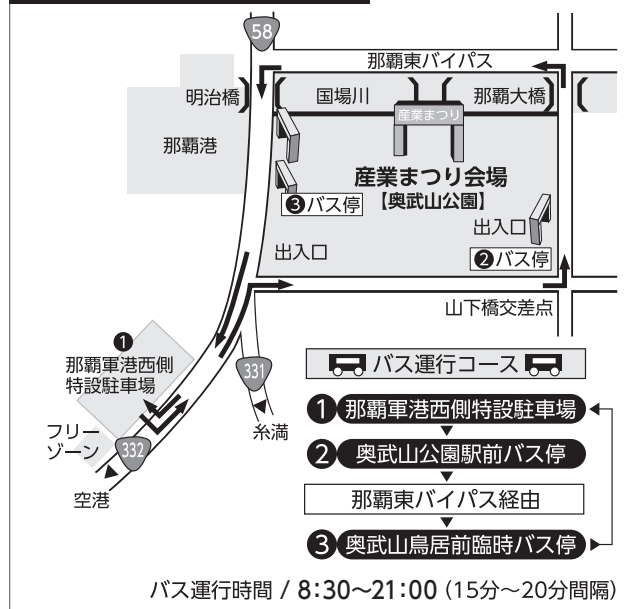 58
那覇東バイパス
明治橋
国場川
那覇大橋
産業まつり
那覇港
産業まつり会場
【奥武山公園】
❸バス停
出入口
❷バス停
出入口
山下橋交差点
❶
那覇軍港西側
特設駐車場
331
糸満
フリー
ゾーン
332
空港
バス運行コース
❶ 那覇軍港西側特設駐車場
❷ 奥武山公園駅前バス停
那覇東バイパス経由
❸ 奥武山鳥居前臨時バス停
バス運行時間 / 8:30〜21:00 (15分〜20分間隔)